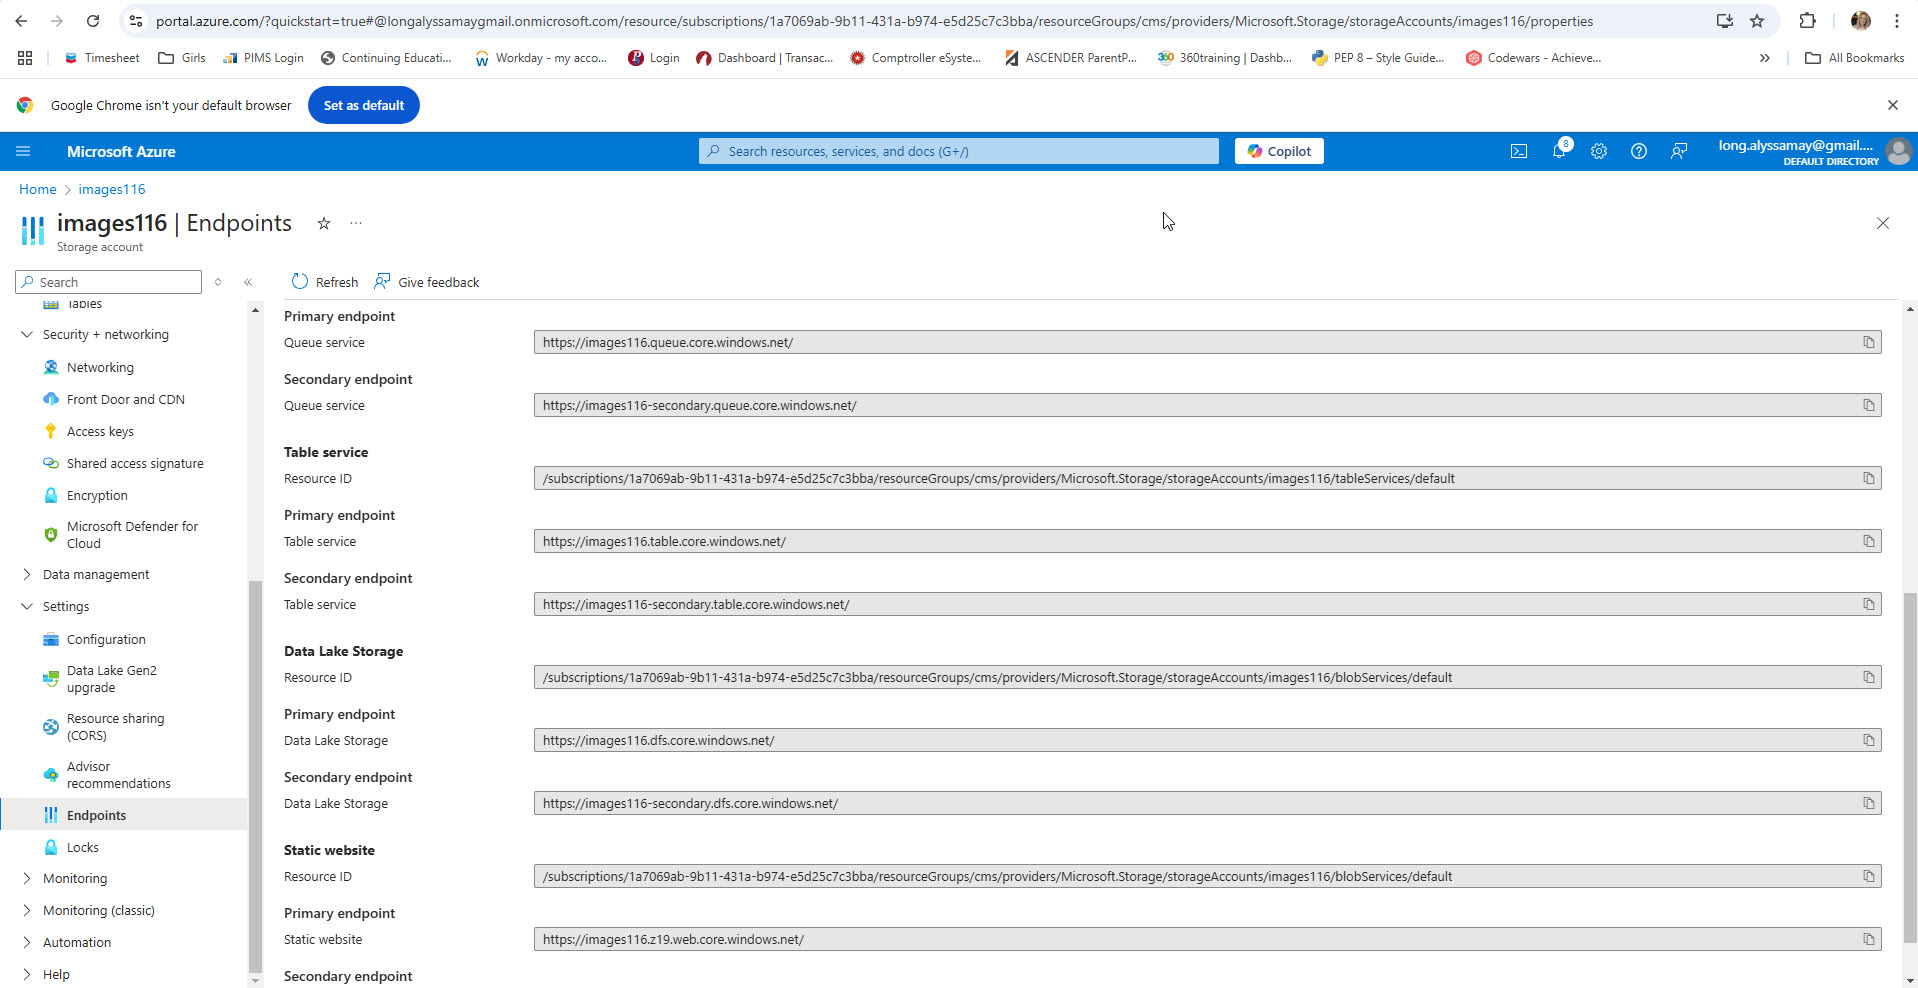 portal.azure.com/?quickstart=true#@longalyssamaygmail.onmicrosoft.com/resource/subscriptions/1a7069ab-9b11-431a-b974-e5d25c7c3bba/resourceGroups/cms/providers/Microsoft.Storage/storageAccounts/images116/properties
Timesheet Girls PIMS Login Continuing Educati... Workday - my acco... Login Dashboard | Transac... Comptroller eSyste... ASCENDER ParentP... 360training | Dashb... PEP 8 – Style Guide... Codewars - Achieve... » All Bookmarks
Google Chrome isn't your default browser Set as default
Microsoft Azure Search resources, services, and docs (G+/) Copilot 8 long.alyssamay@gmail....
DEFAULT DIRECTORY
Home > images116
images116 | Endpoints ...
Storage account
Search «
Refresh Give feedback
Tables
Security + networking
Networking
Front Door and CDN
Access keys
Shared access signature
Encryption
Microsoft Defender for
Cloud
Data management
Settings
Configuration
Data Lake Gen2
upgrade
Resource sharing
(CORS)
Advisor
recommendations
Endpoints
Locks
Monitoring
Monitoring (classic)
Automation
Help
Primary endpoint
Queue service https://images116.queue.core.windows.net/
Secondary endpoint
Queue service https://images116-secondary.queue.core.windows.net/
Table service
Resource ID /subscriptions/1a7069ab-9b11-431a-b974-e5d25c7c3bba/resourceGroups/cms/providers/Microsoft.Storage/storageAccounts/images116/tableServices/default
Primary endpoint
Table service https://images116.table.core.windows.net/
Secondary endpoint
Table service https://images116-secondary.table.core.windows.net/
Data Lake Storage
Resource ID /subscriptions/1a7069ab-9b11-431a-b974-e5d25c7c3bba/resourceGroups/cms/providers/Microsoft.Storage/storageAccounts/images116/blobServices/default
Primary endpoint
Data Lake Storage https://images116.dfs.core.windows.net/
Secondary endpoint
Data Lake Storage https://images116-secondary.dfs.core.windows.net/
Static website
Resource ID /subscriptions/1a7069ab-9b11-431a-b974-e5d25c7c3bba/resourceGroups/cms/providers/Microsoft.Storage/storageAccounts/images116/blobServices/default
Primary endpoint
Static website https://images116.z19.web.core.windows.net/
Secondary endpoint